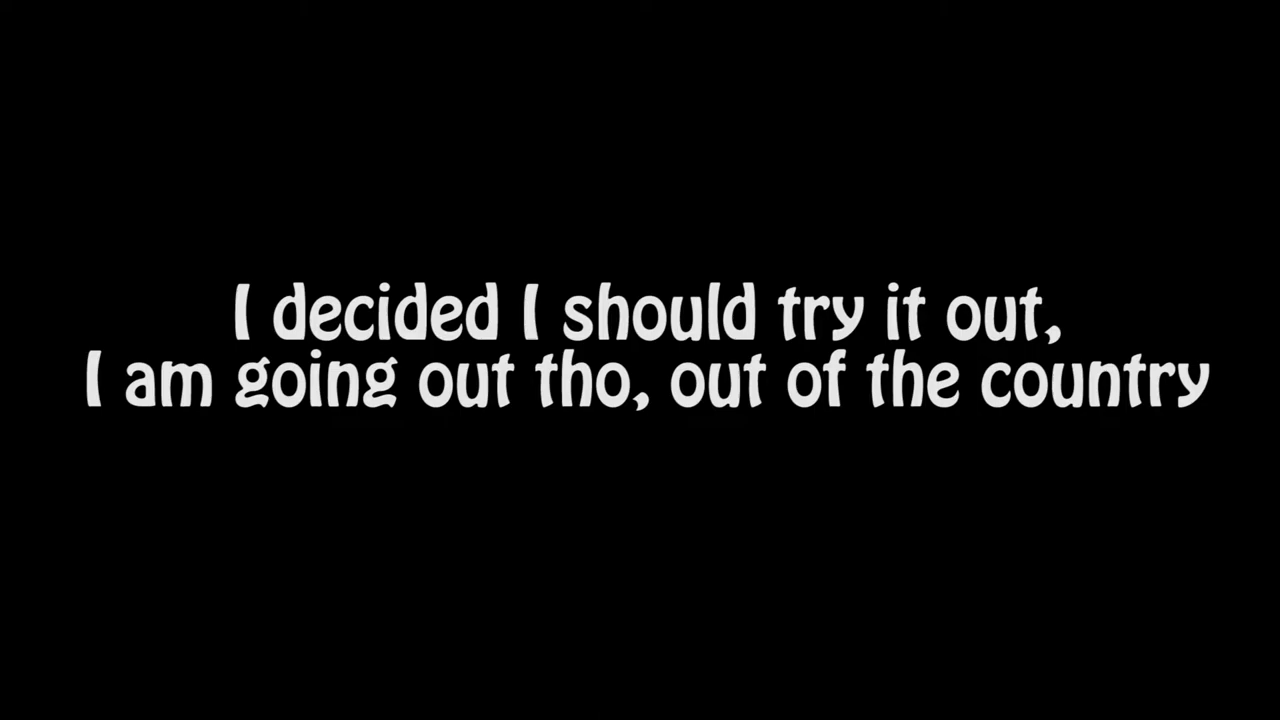 I decided I should try it out,
I am going out tho, out of the country